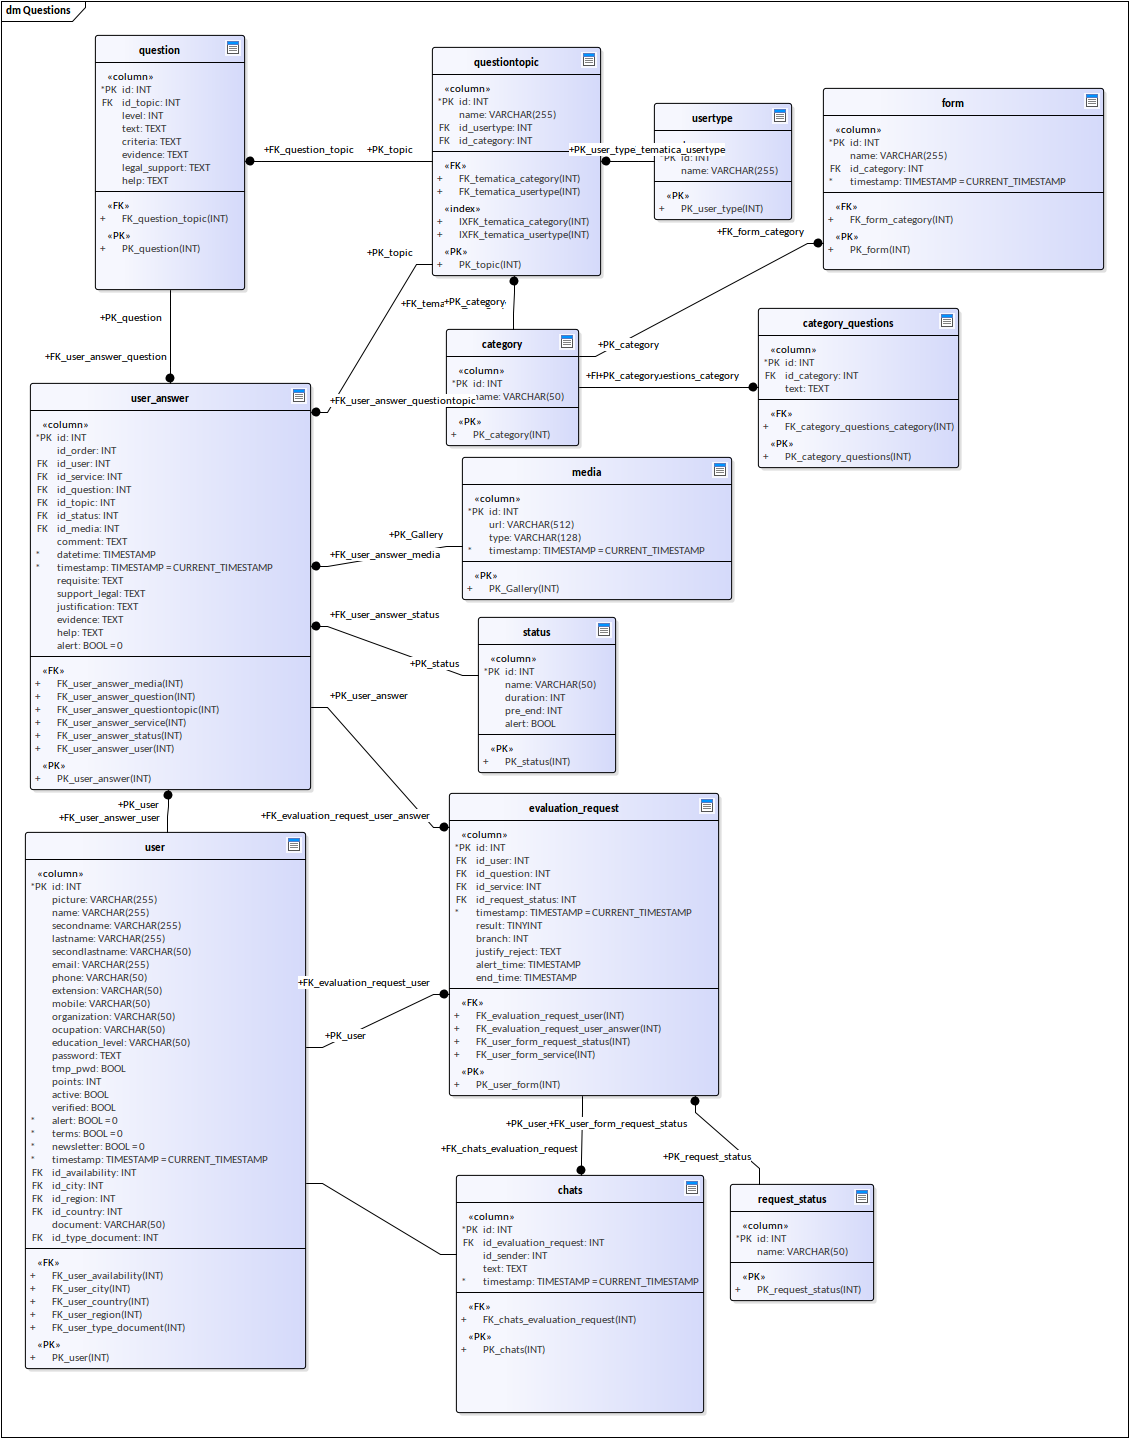 dm Questions
question
«column»
*PK id: INT
FK id_topic: INT
level: INT
text: TEXT
criteria: TEXT
evidence: TEXT
legal_support: TEXT
help: TEXT
«FK»
+ FK_question_topic(INT)
«PK»
+ PK_question(INT)
+FK_question_topic
+PK_topic
questiontopic
«column»
*PK id: INT
name: VARCHAR(255)
FK id_usertype: INT
FK id_category: INT
«FK»
+ FK_tematica_category(INT)
+ FK_tematica_usertype(INT)
«index»
+ IXFK_tematica_category(INT)
+ IXFK_tematica_usertype(INT)
«PK»
+ PK_topic(INT)
usertype
+PK_user_type_tematica_usertype
*PK id: INT
name: VARCHAR(255)
«PK»
+ PK_user_type(INT)
form
«column»
*PK id: INT
name: VARCHAR(255)
FK id_category: INT
* timestamp: TIMESTAMP = CURRENT_TIMESTAMP
«FK»
+ FK_form_category(INT)
«PK»
+ PK_form(INT)
+FK_form_category
+PK_topic
+FK_tema
+PK_category
+PK_question
+FK_user_answer_question
category
«column»
*PK id: INT
name: VARCHAR(50)
«PK»
+ PK_category(INT)
+PK_category
+FK
+PK_category
uestions_category
+FK_user_answer_questiontopic
category_questions
«column»
*PK id: INT
FK id_category: INT
text: TEXT
«FK»
+ FK_category_questions_category(INT)
«PK»
+ PK_category_questions(INT)
user_answer
«column»
*PK id: INT
id_order: INT
FK id_user: INT
FK id_service: INT
FK id_question: INT
FK id_topic: INT
FK id_status: INT
FK id_media: INT
comment: TEXT
* datetime: TIMESTAMP
* timestamp: TIMESTAMP = CURRENT_TIMESTAMP
requisite: TEXT
support_legal: TEXT
justification: TEXT
evidence: TEXT
help: TEXT
alert: BOOL = 0
«FK»
+ FK_user_answer_media(INT)
+ FK_user_answer_question(INT)
+ FK_user_answer_questiontopic(INT)
+ FK_user_answer_service(INT)
+ FK_user_answer_status(INT)
+ FK_user_answer_user(INT)
«PK»
+ PK_user_answer(INT)
media
«column»
*PK id: INT
url: VARCHAR(512)
type: VARCHAR(128)
* timestamp: TIMESTAMP = CURRENT_TIMESTAMP
«PK»
+ PK_Gallery(INT)
+PK_Gallery
+FK_user_answer_media
+FK_user_answer_status
+PK_status
status
«column»
*PK id: INT
name: VARCHAR(50)
duration: INT
pre_end: INT
alert: BOOL
«PK»
+ PK_status(INT)
+PK_user_answer
+FK_evaluation_request_user_answer
+PK_user
+FK_user_answer_user
evaluation_request
«column»
*PK id: INT
FK id_user: INT
FK id_question: INT
FK id_service: INT
FK id_request_status: INT
* timestamp: TIMESTAMP = CURRENT_TIMESTAMP
result: TINYINT
branch: INT
justify_reject: TEXT
alert_time: TIMESTAMP
end_time: TIMESTAMP
«FK»
+ FK_evaluation_request_user(INT)
+ FK_evaluation_request_user_answer(INT)
+ FK_user_form_request_status(INT)
+ FK_user_form_service(INT)
«PK»
+ PK_user_form(INT)
user
«column»
*PK id: INT
picture: VARCHAR(255)
name: VARCHAR(255)
secondname: VARCHAR(255)
lastname: VARCHAR(255)
secondlastname: VARCHAR(50)
email: VARCHAR(255)
phone: VARCHAR(50)
extension: VARCHAR(50)
mobile: VARCHAR(50)
organization: VARCHAR(50)
ocupation: VARCHAR(50)
education_level: VARCHAR(50)
password: TEXT
tmp_pwd: BOOL
points: INT
active: BOOL
verified: BOOL
* alert: BOOL = 0
* terms: BOOL = 0
* newsletter: BOOL = 0
* timestamp: TIMESTAMP = CURRENT_TIMESTAMP
FK id_availability: INT
FK id_city: INT
FK id_region: INT
FK id_country: INT
document: VARCHAR(50)
FK id_type_document: INT
«FK»
+ FK_user_availability(INT)
+ FK_user_city(INT)
+ FK_user_country(INT)
+ FK_user_region(INT)
+ FK_user_type_document(INT)
«PK»
+ PK_user(INT)
+FK_evaluation_request_user
+PK_user
+PK_user_
+FK_user_form_request_status
+FK_chats_evaluation_request
+PK_request_status
chats
«column»
*PK id: INT
FK id_evaluation_request: INT
id_sender: INT
text: TEXT
* timestamp: TIMESTAMP = CURRENT_TIMESTAMP
«FK»
+ FK_chats_evaluation_request(INT)
«PK»
+ PK_chats(INT)
request_status
«column»
*PK id: INT
name: VARCHAR(50)
«PK»
+ PK_request_status(INT)